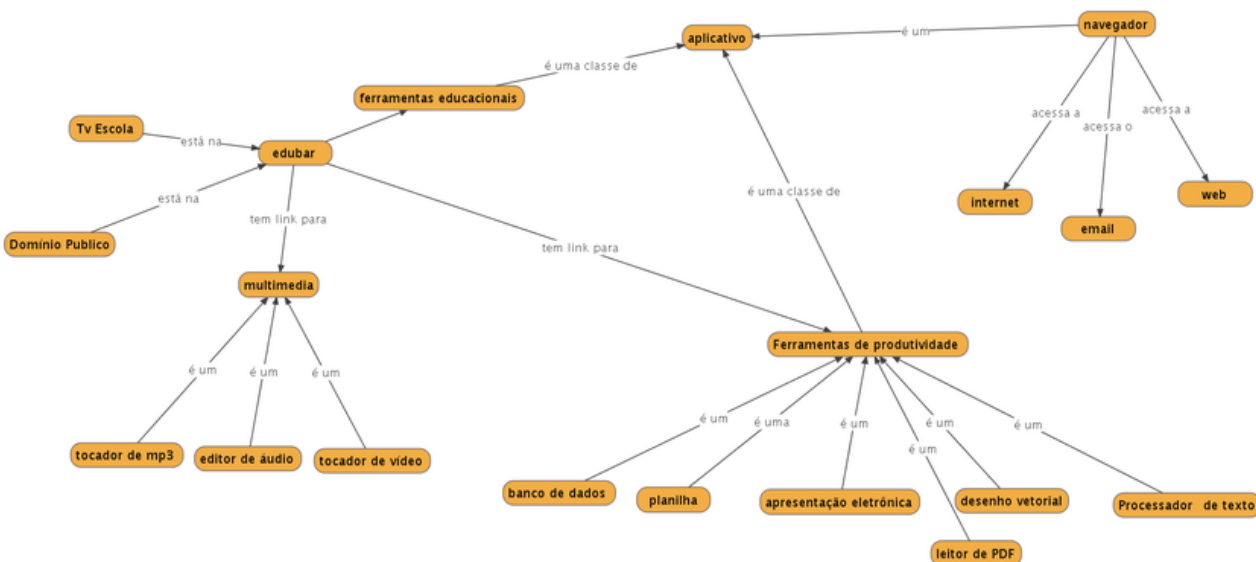 navegador
aplicativo
é um
é uma classe de
ferramentas educacionais
acessa a
acessa o
acessa a
Tv Escola
está na
edubar
internet
email
web
está na
é uma classe de
Domínio Publico
tem link para
tem link para
multimedia
Ferramentas de produtividade
é um
é um
é um
é um
é uma
é um
é um
é um
é um
tocador de mp3
editor de áudio
tocador de vídeo
banco de dados
planilha
apresentação eletrônica
desenho vetorial
Processador de texto
leitor de PDF